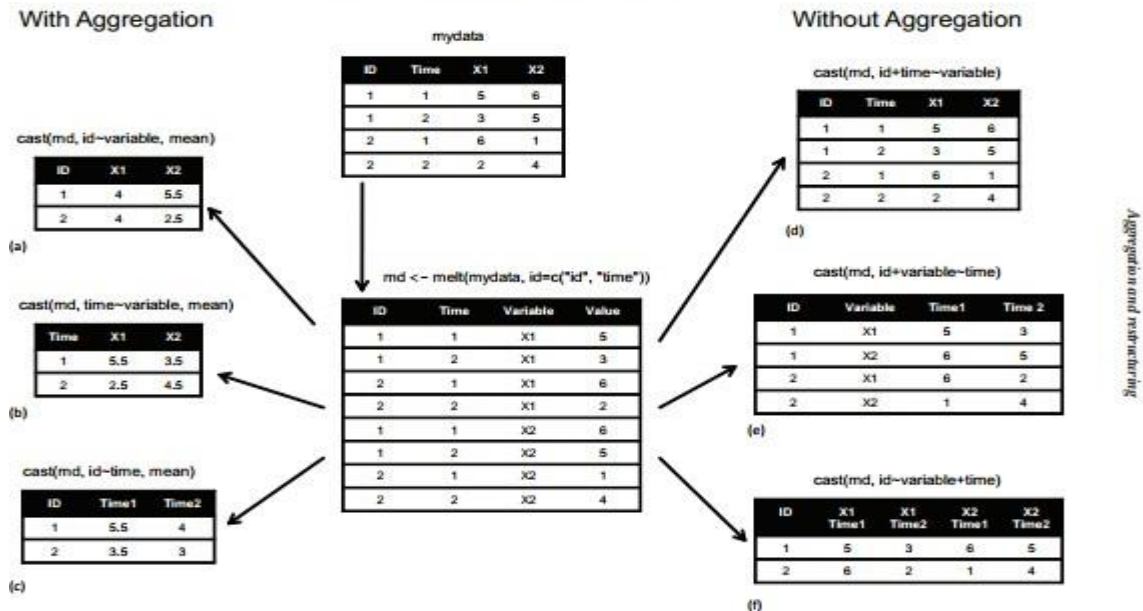 With Aggregation
Without Aggregation
mydata
ID Time X1 X2
1 1 5 6
1 2 3 5
2 1 6 1
2 2 2 4
cast(md, id~variable, mean)
ID X1 X2
1 4 5.5
2 4 2.5
(a)
cast(md, time~variable, mean)
Time X1 X2
1 5.5 3.5
2 2.5 4.5
(b)
cast(md, id~time, mean)
ID Time1 Time2
1 5.5 4
2 3.5 3
(c)
md <- melt(mydata, id=c("id", "time"))
ID Time Variable Value
1 1 X1 5
1 2 X1 3
2 1 X1 6
2 2 X1 2
1 1 X2 6
1 2 X2 5
2 1 X2 1
2 2 X2 4
cast(md, id+time~variable)
ID Time X1 X2
1 1 5 6
1 2 3 5
2 1 6 1
2 2 2 4
(d)
cast(md, id+variable~time)
ID Variable Time1 Time 2
1 X1 5 3
1 X2 6 5
2 X1 6 2
2 X2 1 4
(e)
cast(md, id~variable+time)
ID X1 X1 X2 X2
Time1 Time2 Time1 Time2
1 5 3 6 5
2 6 2 1 4
(f)
Aggregation and restructuring